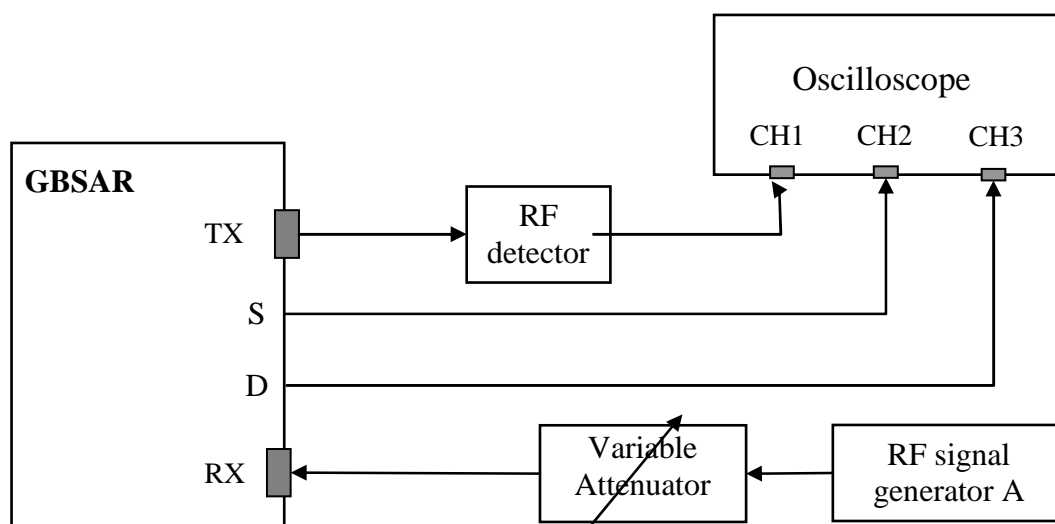 Oscilloscope
CH1 CH2 CH3
GBSAR
TX
RF
detector
S
D
RX
Variable
Attenuator
RF signal
generator A